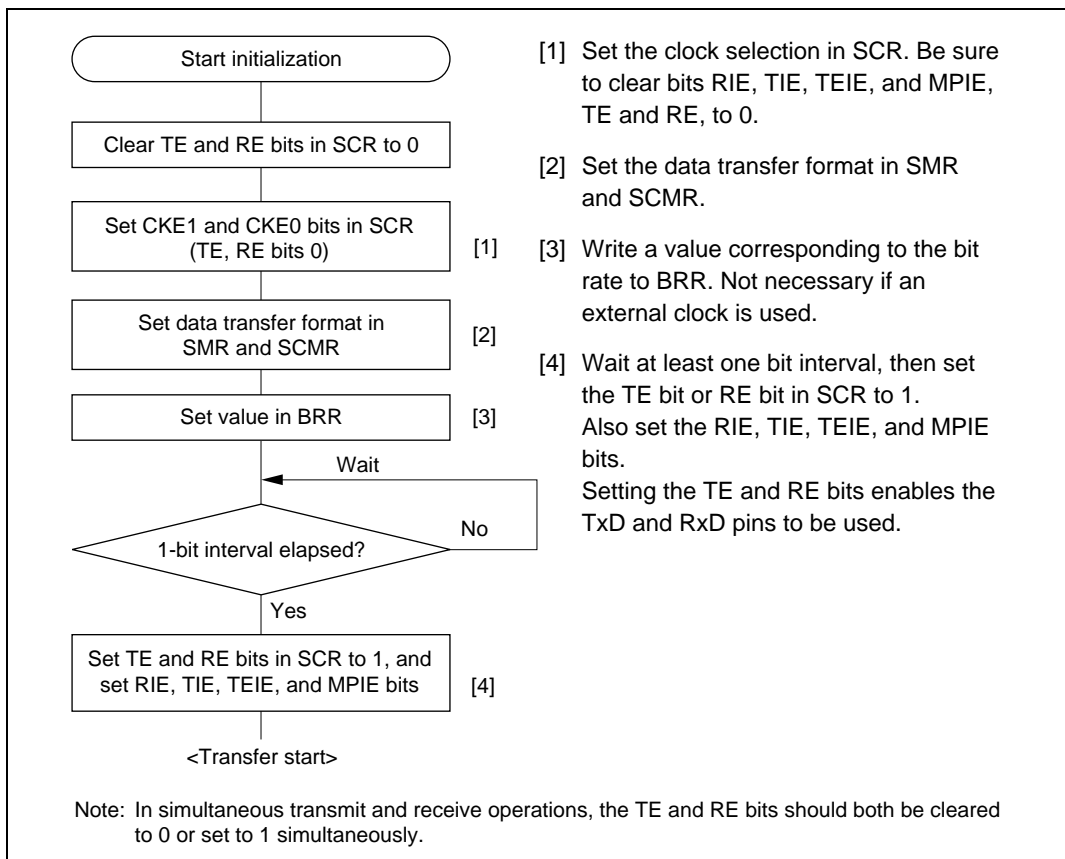 Start initialization
Clear TE and RE bits in SCR to 0
Set CKE1 and CKE0 bits in SCR
(TE, RE bits 0)
[1]
Set data transfer format in
SMR and SCMR
[2]
Set value in BRR
[3]
Wait
No
1-bit interval elapsed?
Yes
Set TE and RE bits in SCR to 1, and
set RIE, TIE, TEIE, and MPIE bits
[4]
<Transfer start>
[1] Set the clock selection in SCR. Be sure
to clear bits RIE, TIE, TEIE, and MPIE,
TE and RE, to 0.
[2] Set the data transfer format in SMR
and SCMR.
[3] Write a value corresponding to the bit
rate to BRR. Not necessary if an
external clock is used.
[4] Wait at least one bit interval, then set
the TE bit or RE bit in SCR to 1.
Also set the RIE, TIE, TEIE, and MPIE
bits.
Setting the TE and RE bits enables the
TxD and RxD pins to be used.
Note: In simultaneous transmit and receive operations, the TE and RE bits should both be cleared
to 0 or set to 1 simultaneously.